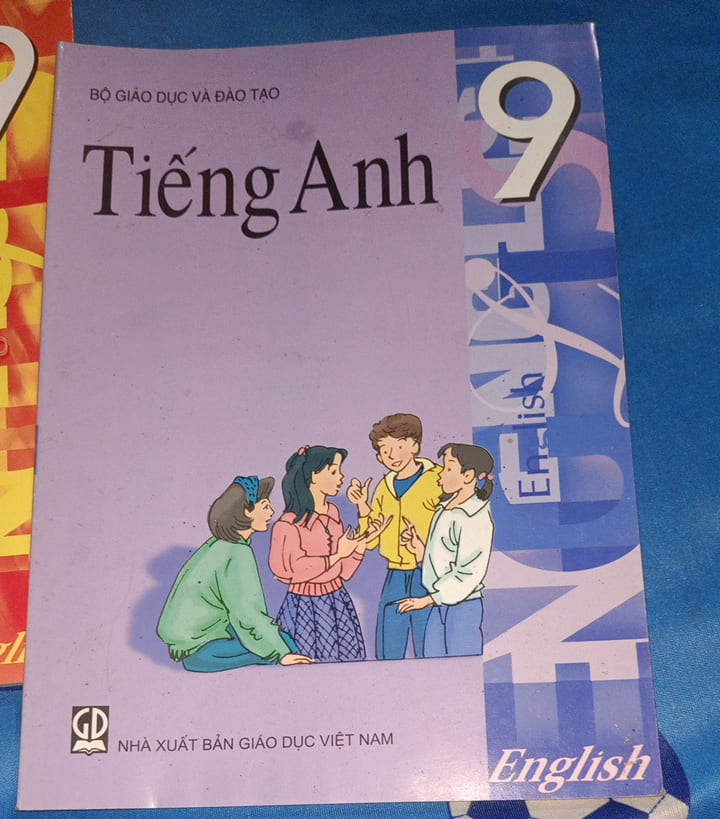 BỘ GIÁO DỤC VÀ ĐÀO TẠO
9
Tiếng Anh
English
ENGLISH
GD
NHÀ XUẤT BẢN GIÁO DỤC VIỆT NAM
English